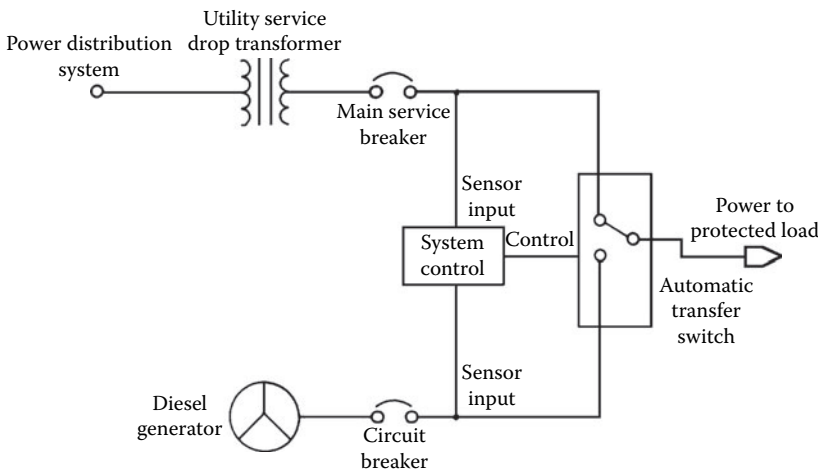 Utility service
drop transformer
Power distribution
system
Main service
breaker
Sensor
input
System
control
Control
Power to
protected load
Automatic
transfer
switch
Sensor
input
Diesel
generator
Circuit
breaker